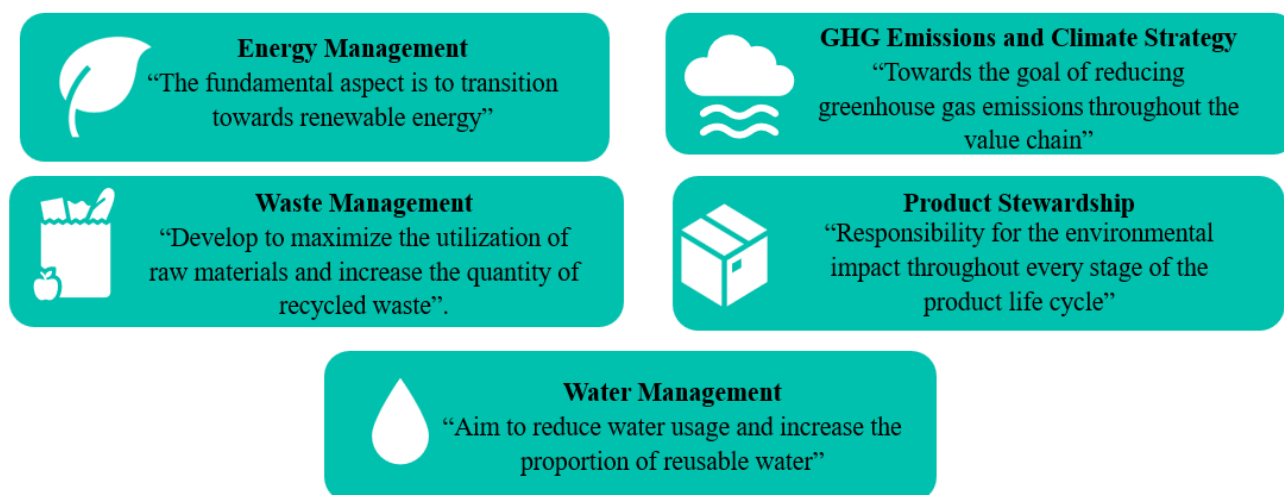 Energy Management
“The fundamental aspect is to transition
towards renewable energy”
GHG Emissions and Climate Strategy
“Towards the goal of reducing
greenhouse gas emissions throughout the
value chain”
Waste Management
“Develop to maximize the utilization of
raw materials and increase the quantity of
recycled waste”.
Product Stewardship
“Responsibility for the environmental
impact throughout every stage of the
product life cycle”
Water Management
“Aim to reduce water usage and increase the
proportion of reusable water”